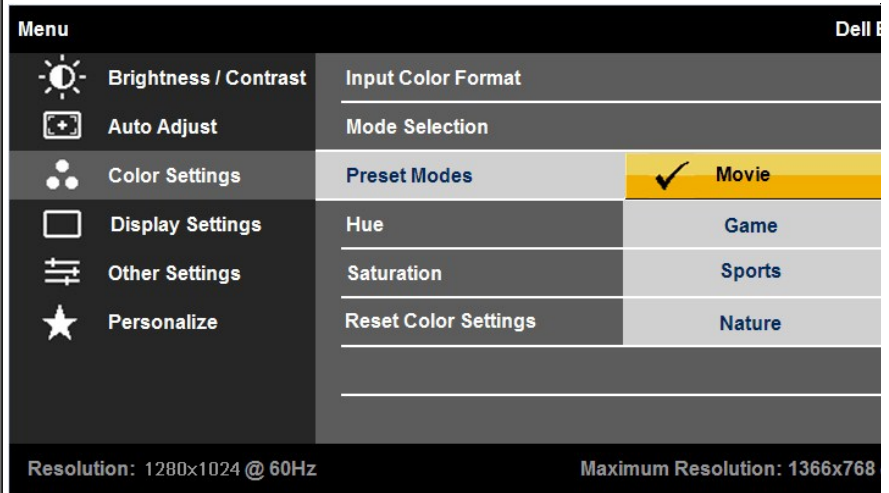 Menu Dell E
Brightness / Contrast Input Color Format
Auto Adjust Mode Selection
Color Settings Preset Modes Movie
Display Settings Hue Game
Other Settings Saturation Sports
Personalize Reset Color Settings Nature
Resolution: 1280x1024 @ 60Hz Maximum Resolution: 1366x768